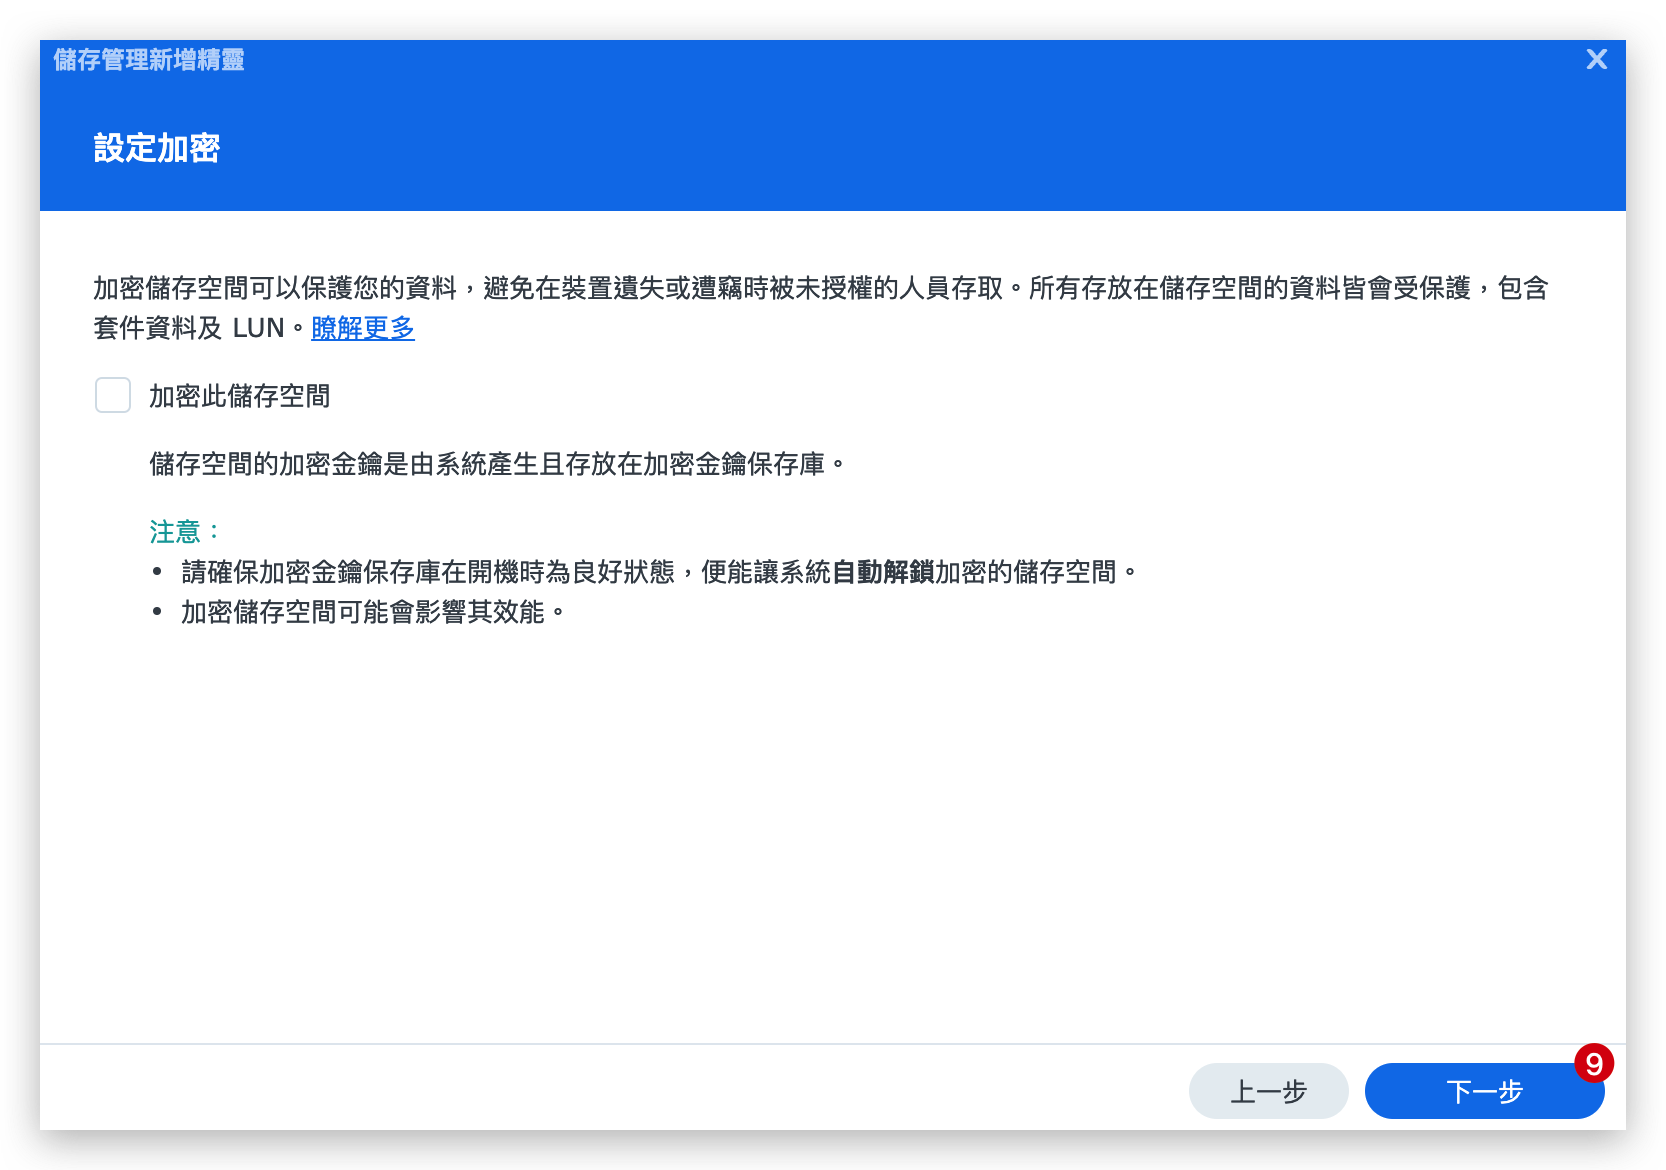 儲存管理新增精靈
設定加密
加密儲存空間可以保護您的資料，避免在裝置遺失或遭竊時被未授權的人員存取。所有存放在儲存空間的資料皆會受保護，包含
套件資料及 LUN。瞭解更多
加密此儲存空間
儲存空間的加密金鑰是由系統產生且存放在加密金鑰保存庫。
注意：
• 請確保加密金鑰保存庫在開機時為良好狀態，便能讓系統自動解鎖加密的儲存空間。
• 加密儲存空間可能會影響其效能。
上一步
下一步
9